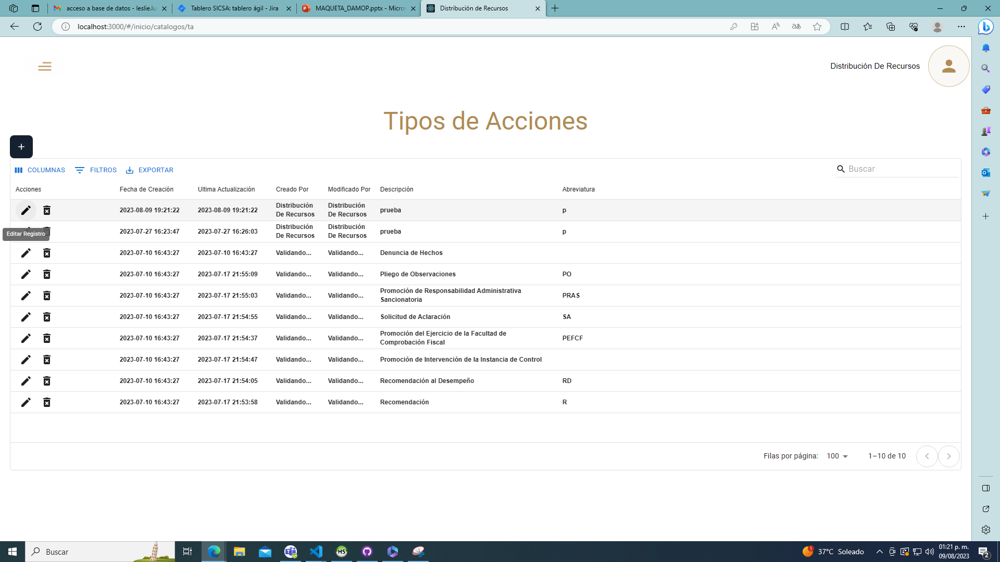 acceso a base de datos - leslie.lu
Tablero SICSA: tablero ágil - Jira
MAQUETA_DAMOP.pptx - Micros
Distribución de Recursos
localhost:3000/#/inicio/catalogos/ta
Distribución De Recursos
Tipos de Acciones
COLUMNAS FILTROS EXPORTAR Buscar
Acciones Fecha de Creación Ultima Actualización Creado Por Modificado Por Descripción Abreviatura
2023-08-09 19:21:22 2023-08-09 19:21:22 Distribución De Recursos Distribución De Recursos prueba p
Editar Registro
2023-07-27 16:23:47 2023-07-27 16:26:03 Distribución De Recursos Distribución De Recursos prueba p
2023-07-10 16:43:27 2023-07-10 16:43:27 Validando... Validando... Denuncia de Hechos
2023-07-10 16:43:27 2023-07-17 21:55:09 Validando... Validando... Pliego de Observaciones PO
2023-07-10 16:43:27 2023-07-17 21:55:03 Validando... Validando... Promoción de Responsabilidad Administrativa Sancionatoria PRAS
2023-07-10 16:43:27 2023-07-17 21:54:55 Validando... Validando... Solicitud de Aclaración SA
2023-07-10 16:43:27 2023-07-17 21:54:37 Validando... Validando... Promoción del Ejercicio de la Facultad de Comprobación Fiscal PEFCF
2023-07-10 16:43:27 2023-07-17 21:54:47 Validando... Validando... Promoción de Intervención de la Instancia de Control
2023-07-10 16:43:27 2023-07-17 21:54:05 Validando... Validando... Recomendación al Desempeño RD
2023-07-10 16:43:27 2023-07-17 21:53:58 Validando... Validando... Recomendación R
Filas por página: 100 1–10 de 10
Buscar
HS
1
37°C Soleado
01:21 p. m.
09/08/2023
2